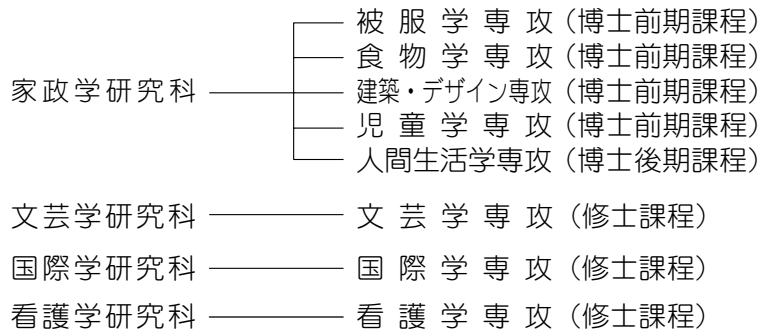 被服学専攻（博士前期課程）
食物学専攻（博士前期課程）
家政学研究科 建築・デザイン専攻（博士前期課程）
児童学専攻（博士前期課程）
人間生活学専攻（博士後期課程）
文芸学研究科 文芸学専攻（修士課程）
国際学研究科 国際学専攻（修士課程）
看護学研究科 看護学専攻（修士課程）